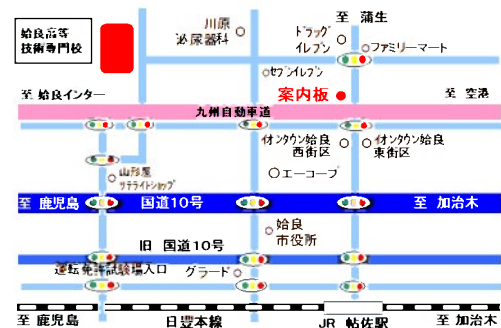 姶良高等
技術専門校
川原
泌尿器科
至 蒲生
ドラッグ
イレブン
ファミリーマート
セブンイレブン
案内板
至 姶良インター
至 空港
九州自動車道
イオンタウン姶良
西街区
イオンタウン姶良
東街区
山形屋
サテライトショップ
エーコープ
至 鹿児島
国道10号
至 加治木
姶良
市役所
旧 国道10号
運転免許試験場入口
グラード
至 鹿児島
日豊本線
JR 帖佐駅
至 加治木